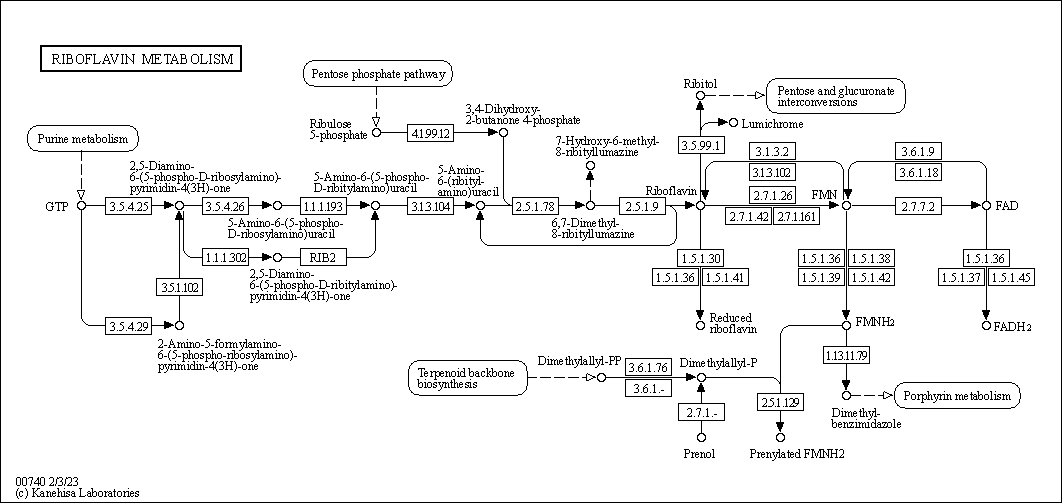 RIBOFLAVIN METABOLISM
Pentose phosphate pathway
Ribitol
Pentose and glucuronate
interconversions
Purine metabolism
Ribulose
5-phosphate
4.1.99.12
3,4-Dihydroxy-
2-butanone 4-phosphate
Lumichrome
3.5.99.1
7-Hydroxy-6-methyl-
8-ribityllumazine
3.1.3.2
3.1.3.102
3.6.1.9
3.6.1.18
2,5-Diamino-
6-(5-phospho-D-ribosylamino)-
pyrimidin-4(3H)-one
5-Amino-6-(5-phospho-
D-ribitylamino)uracil
5-Amino-
6-(ribityl-
amino)uracil
Riboflavin
FMN
FAD
GTP
3.5.4.25
3.5.4.26
1.1.1.193
3.1.3.104
2.5.1.78
2.5.1.9
2.7.1.26
2.7.1.42
2.7.1.161
2.7.7.2
5-Amino-6-(5-phospho-
D-ribosylamino)uracil
6,7-Dimethyl-
8-ribityllumazine
1.1.1.302
RIB2
2,5-Diamino-
6-(5-phospho-D-ribitylamino)-
pyrimidin-4(3H)-one
3.5.1.102
1.5.1.30
1.5.1.36
1.5.1.41
1.5.1.36
1.5.1.38
1.5.1.39
1.5.1.42
1.5.1.36
1.5.1.37
1.5.1.45
3.5.4.29
2-Amino-5-formylamino-
6-(5-phospho-ribosylamino)-
pyrimidin-4(3H)-one
Reduced
riboflavin
FMNH2
FADH2
1.13.11.79
Terpenoid backbone
biosynthesis
Dimethylallyl-PP
3.6.1.76
3.6.1.-
Dimethylallyl-P
2.7.1.-
2.5.1.129
Dimethyl-
benzimidazole
Porphyrin metabolism
Prenol
Prenylated FMNH2
00740 2/3/23
(c) Kanehisa Laboratories